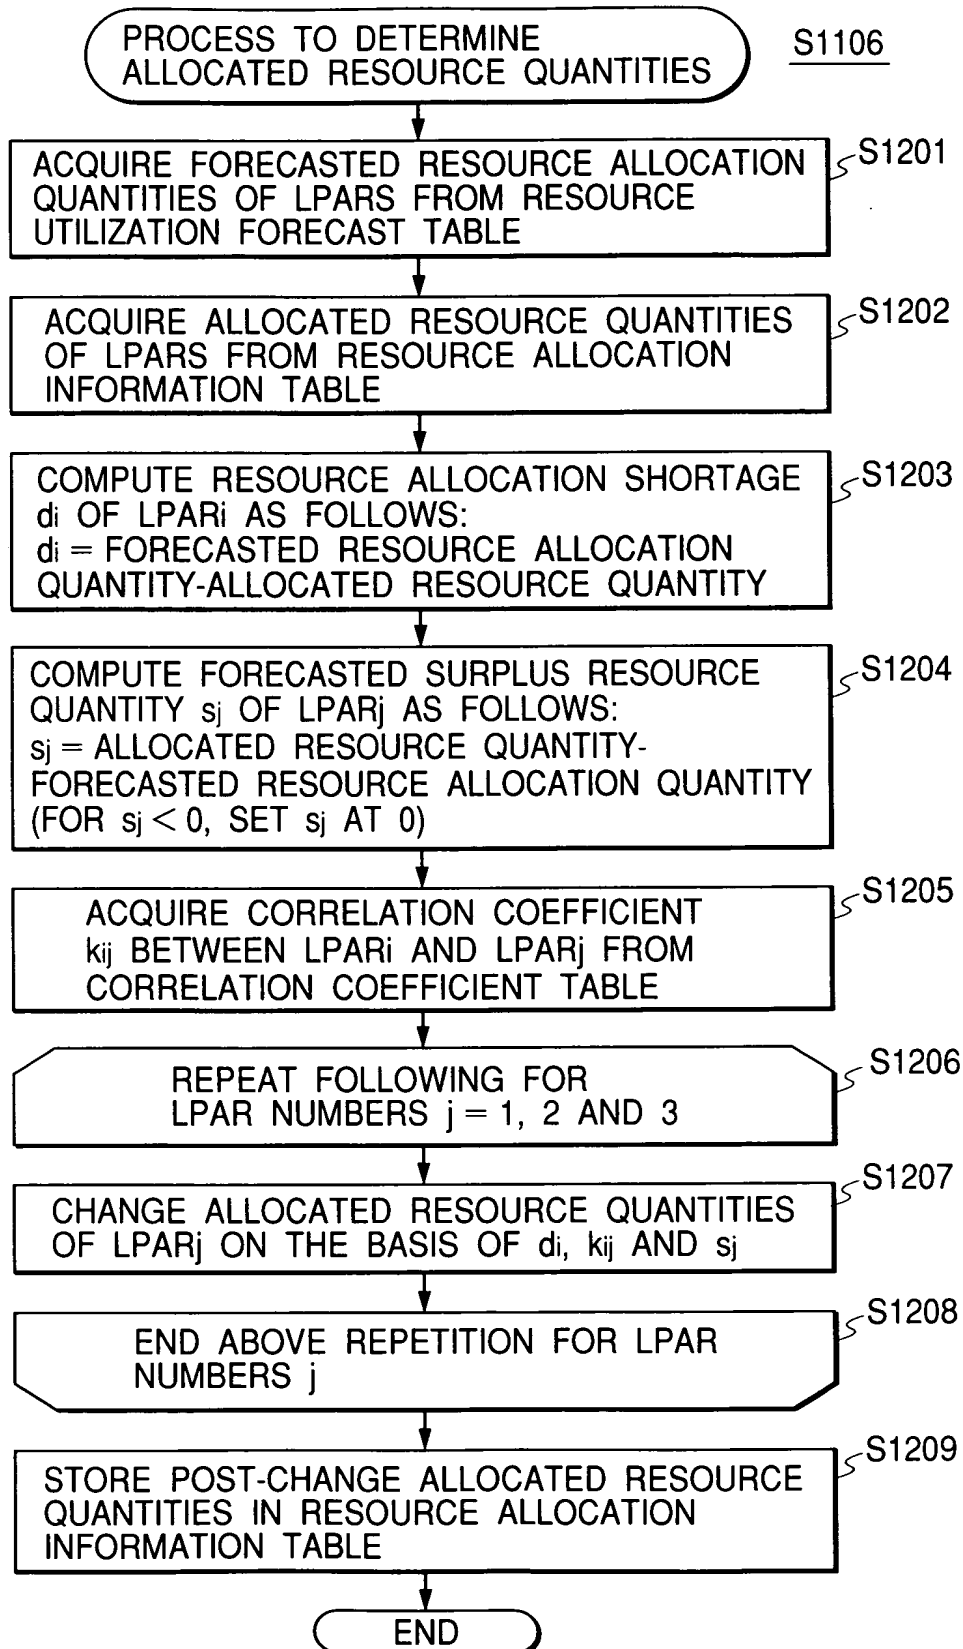 PROCESS TO DETERMINE
ALLOCATED RESOURCE QUANTITIES
S1106
ACQUIRE FORECASTED RESOURCE ALLOCATION
QUANTITIES OF LPARS FROM RESOURCE
UTILIZATION FORECAST TABLE
S1201
ACQUIRE ALLOCATED RESOURCE QUANTITIES
OF LPARS FROM RESOURCE ALLOCATION
INFORMATION TABLE
S1202
COMPUTE RESOURCE ALLOCATION SHORTAGE
di OF LPARi AS FOLLOWS:
di = FORECASTED RESOURCE ALLOCATION
QUANTITY-ALLOCATED RESOURCE QUANTITY
S1203
COMPUTE FORECASTED SURPLUS RESOURCE
QUANTITY sj OF LPARj AS FOLLOWS:
sj = ALLOCATED RESOURCE QUANTITY-
FORECASTED RESOURCE ALLOCATION QUANTITY
(FOR sj < 0, SET sj AT 0)
S1204
ACQUIRE CORRELATION COEFFICIENT
kij BETWEEN LPARi AND LPARj FROM
CORRELATION COEFFICIENT TABLE
S1205
REPEAT FOLLOWING FOR
LPAR NUMBERS j = 1, 2 AND 3
S1206
CHANGE ALLOCATED RESOURCE QUANTITIES
OF LPARj ON THE BASIS OF di, kij AND sj
S1207
END ABOVE REPETITION FOR LPAR
NUMBERS j
S1208
STORE POST-CHANGE ALLOCATED RESOURCE
QUANTITIES IN RESOURCE ALLOCATION
INFORMATION TABLE
S1209
END